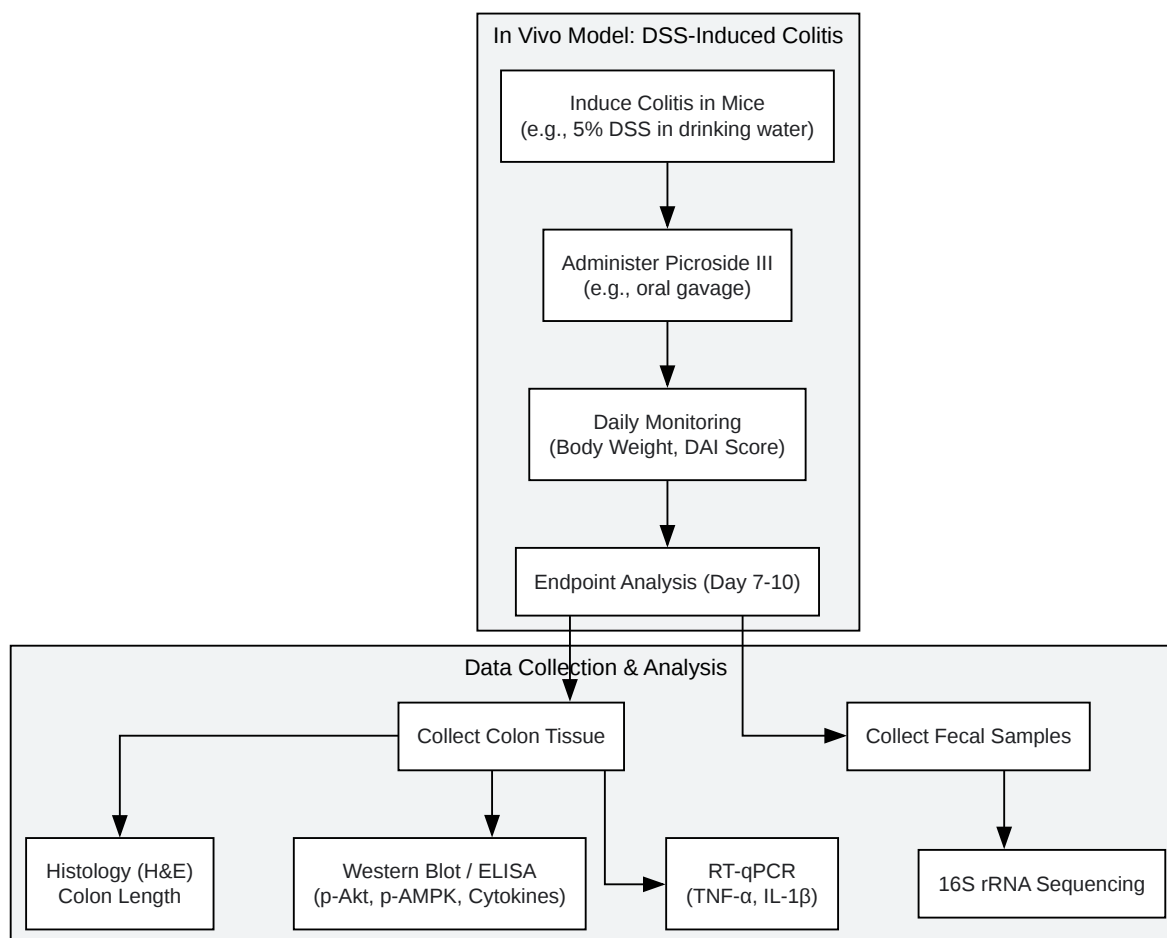 In Vivo Model: DSS-Induced Colitis
Induce Colitis in Mice
(e.g., 5% DSS in drinking water)
Administer Picroside III
(e.g., oral gavage)
Daily Monitoring
(Body Weight, DAI Score)
Endpoint Analysis (Day 7-10)
Data Collection & Analysis
Collect Colon Tissue
Collect Fecal Samples
Histology (H&E)
Colon Length
Western Blot / ELISA
(p-Akt, p-AMPK, Cytokines)
RT-qPCR
(TNF-α, IL-1β)
16S rRNA Sequencing